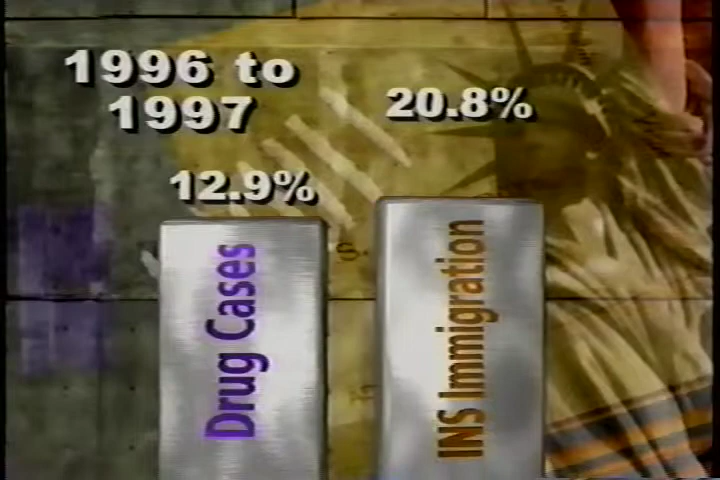 1996 to
1997
20.8%
12.9%
Drug Cases
INS Immigration